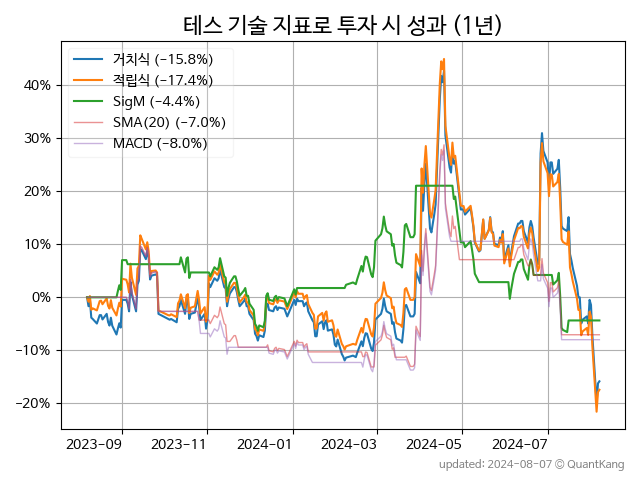 테스 기술 지표로 투자 시 성과 (1년)
거치식 (−15.8%)
적립식 (−17.4%)
SigM (−4.4%)
SMA(20) (−7.0%)
MACD (−8.0%)
40%
30%
20%
10%
0%
−10%
−20%
2023-09 2023-11 2024-01 2024-03 2024-05 2024-07
updated: 2024-08-07 © QuantKang